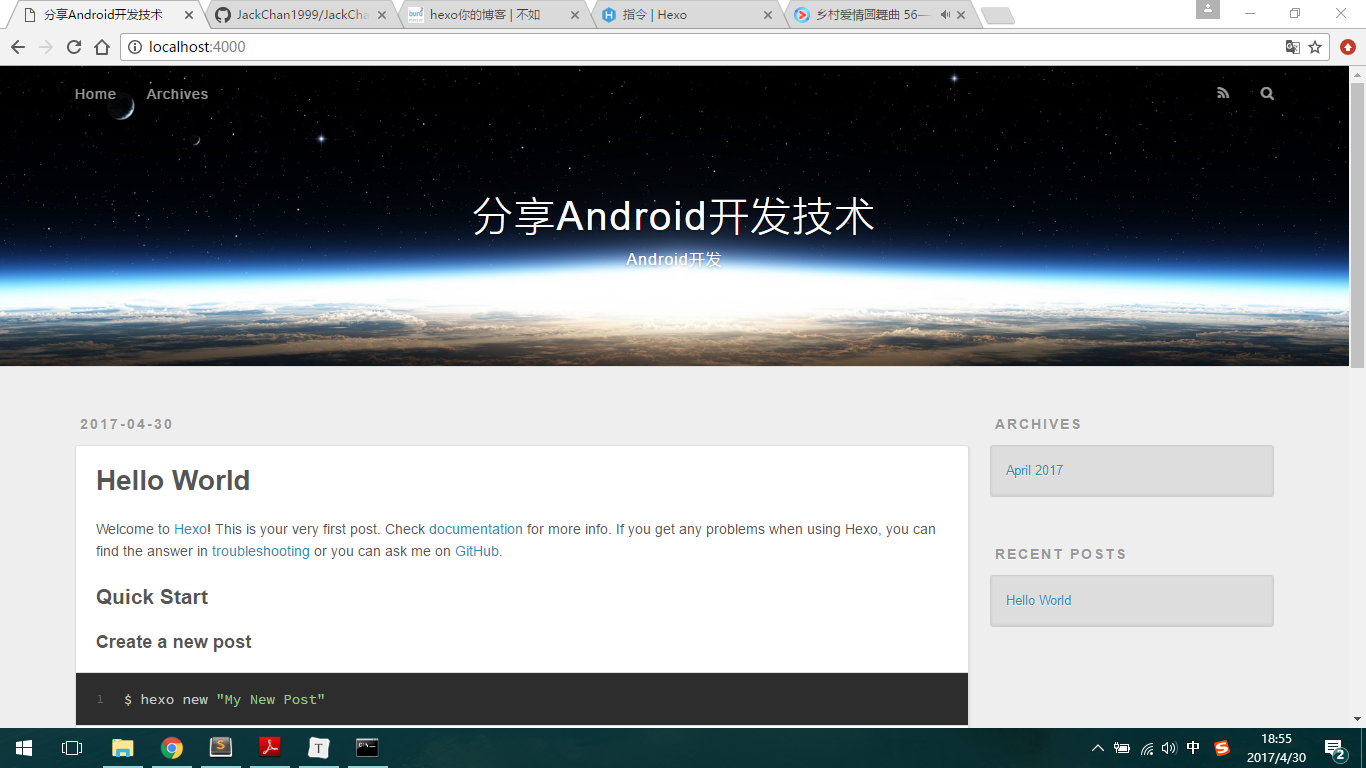 分享Android开发技术
JackChan1999/JackCha
hexo你的博客 | 不如
指令 | Hexo
乡村爱情圆舞曲 56—
localhost:4000
Home
Archives
分享Android开发技术
Android开发
2017-04-30
Hello World
Welcome to Hexo! This is your very first post. Check documentation for more info. If you get any problems when using Hexo, you can
find the answer in troubleshooting or you can ask me on GitHub.
Quick Start
Create a new post
1 $ hexo new "My New Post"
ARCHIVES
April 2017
RECENT POSTS
Hello World
中
18:55
2017/4/30
2